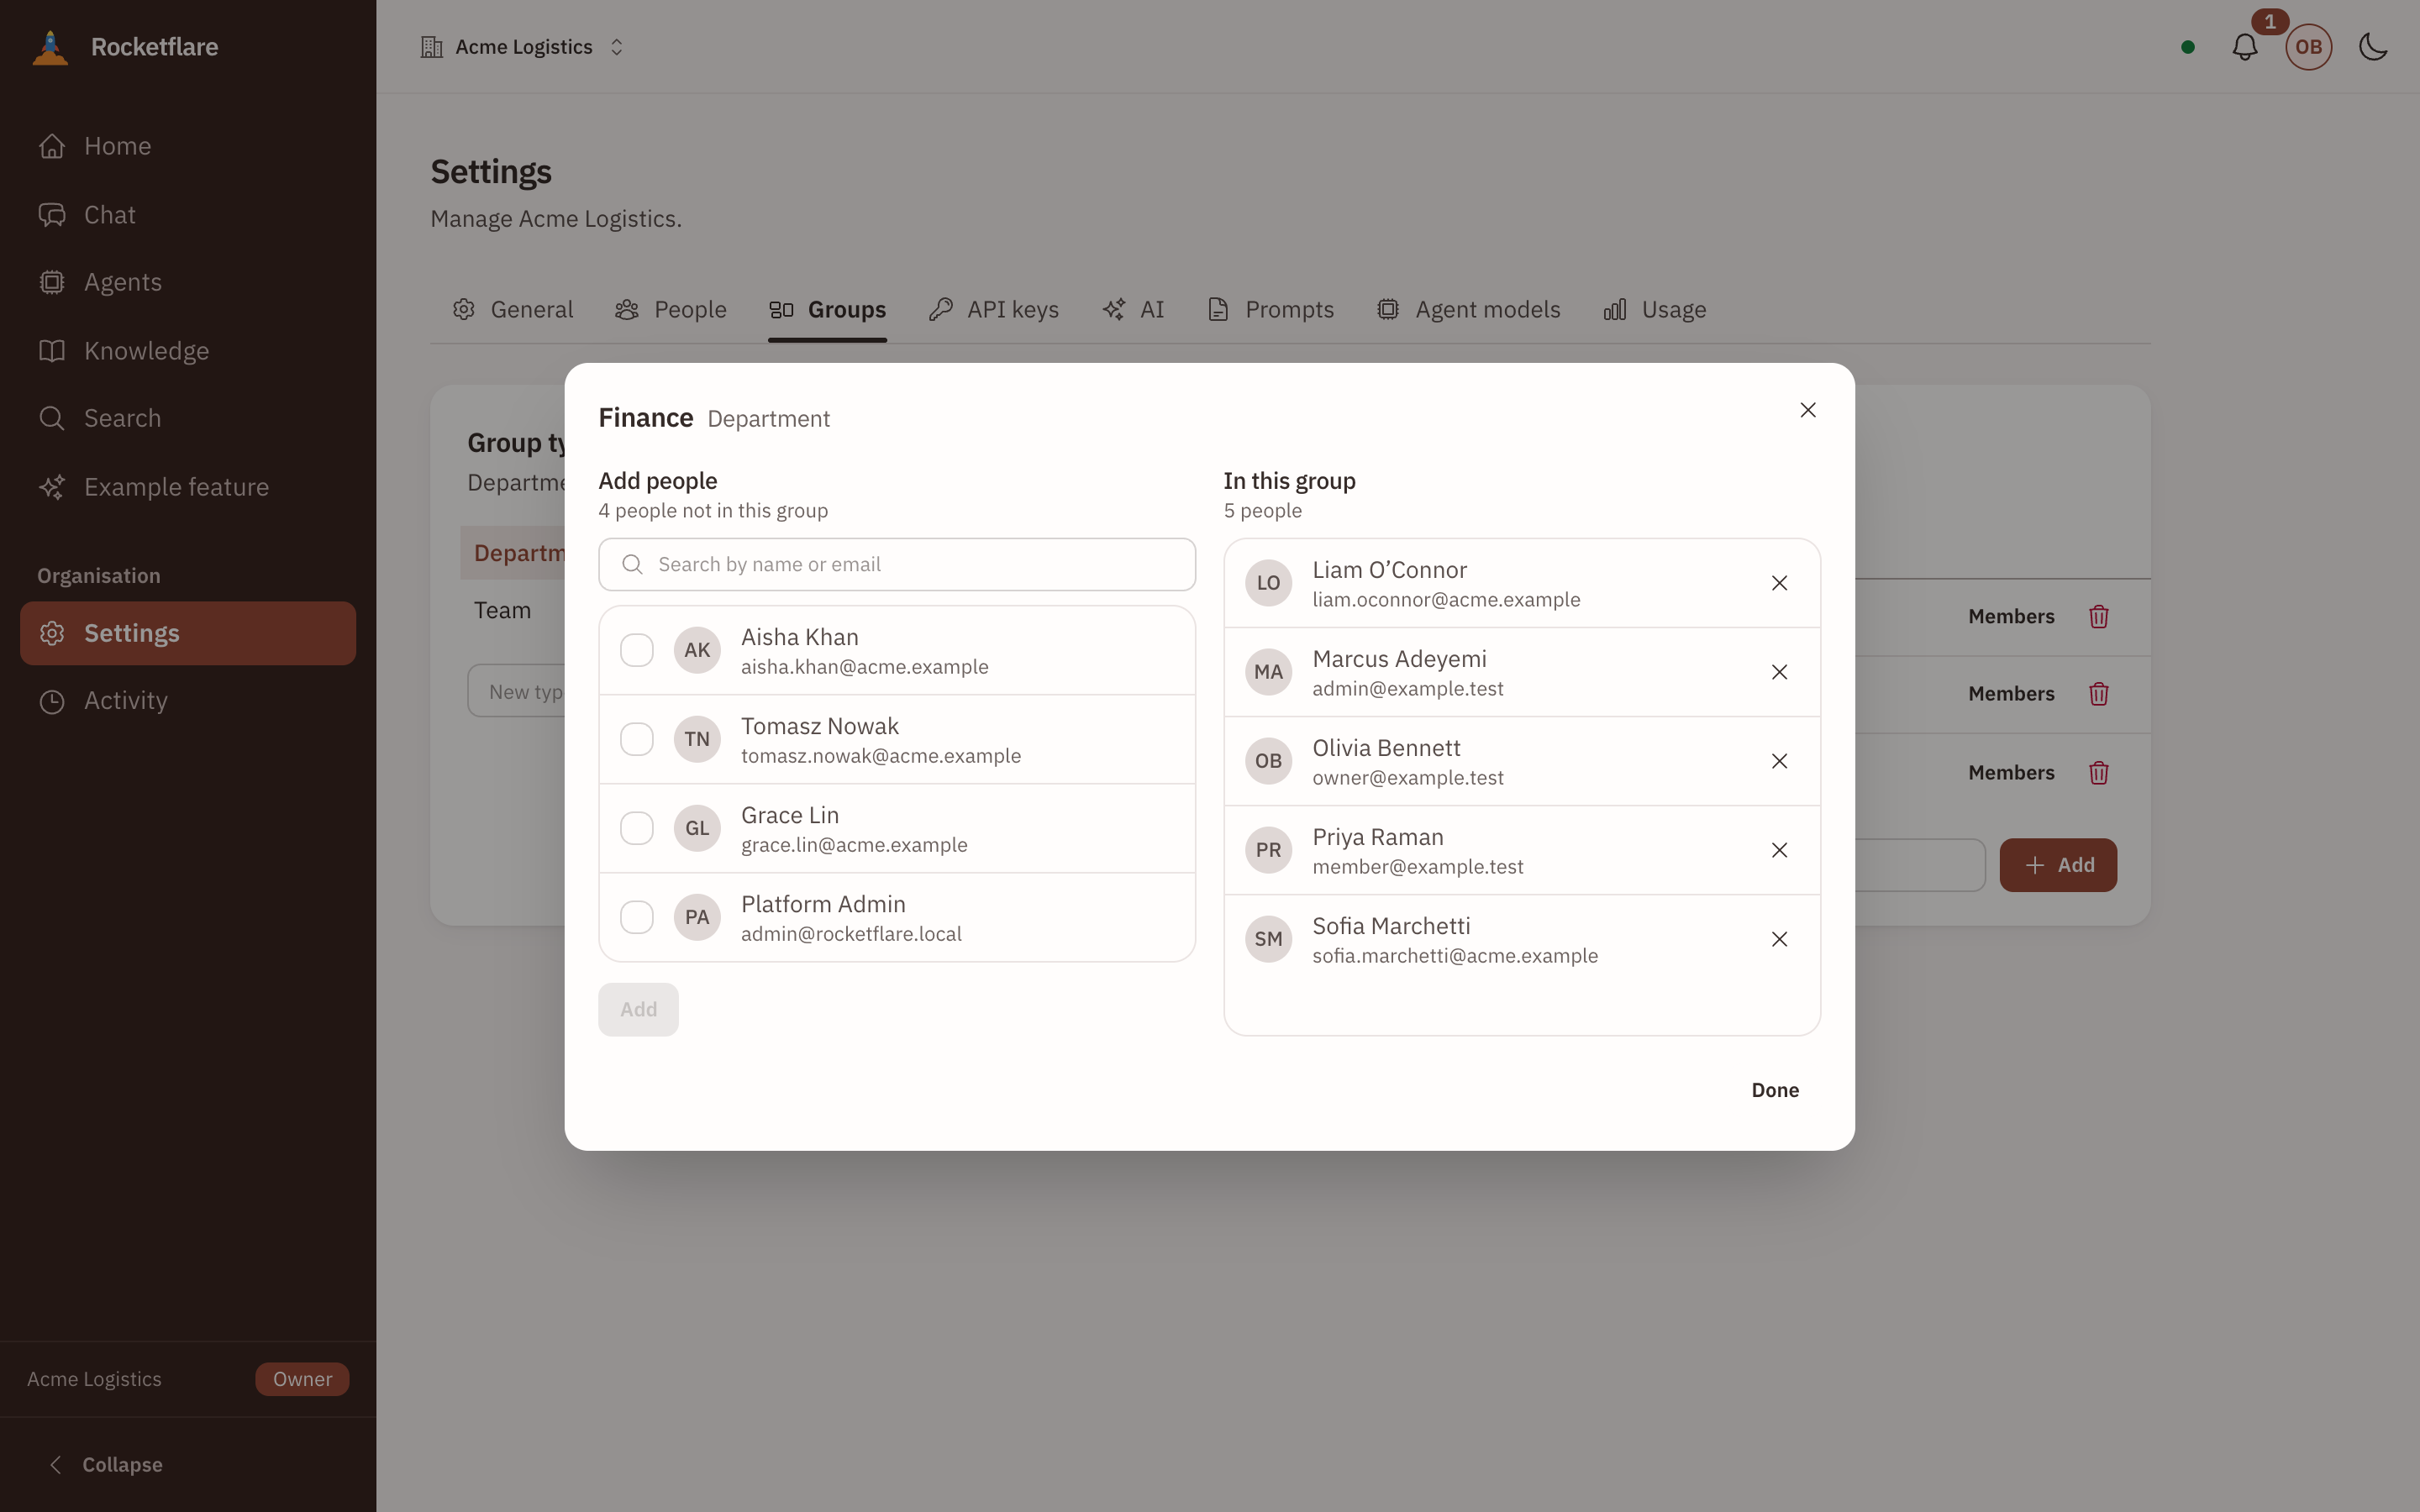 Rocketflare
Home
Chat
Agents
Knowledge
Search
Example feature
Organisation
Settings
Activity
Acme Logistics
Owner
Collapse
Acme Logistics
1
OB
Settings
Manage Acme Logistics.
General
People
Groups
API keys
AI
Prompts
Agent models
Usage
Group ty
Departme
Departm
Team
New typ
Members
Members
Members
Add
Finance Department
Add people
4 people not in this group
Search by name or email
AK
Aisha Khan
aisha.khan@acme.example
TN
Tomasz Nowak
tomasz.nowak@acme.example
GL
Grace Lin
grace.lin@acme.example
PA
Platform Admin
admin@rocketflare.local
Add
In this group
5 people
LO
Liam O’Connor
liam.oconnor@acme.example
MA
Marcus Adeyemi
admin@example.test
OB
Olivia Bennett
owner@example.test
PR
Priya Raman
member@example.test
SM
Sofia Marchetti
sofia.marchetti@acme.example
Done